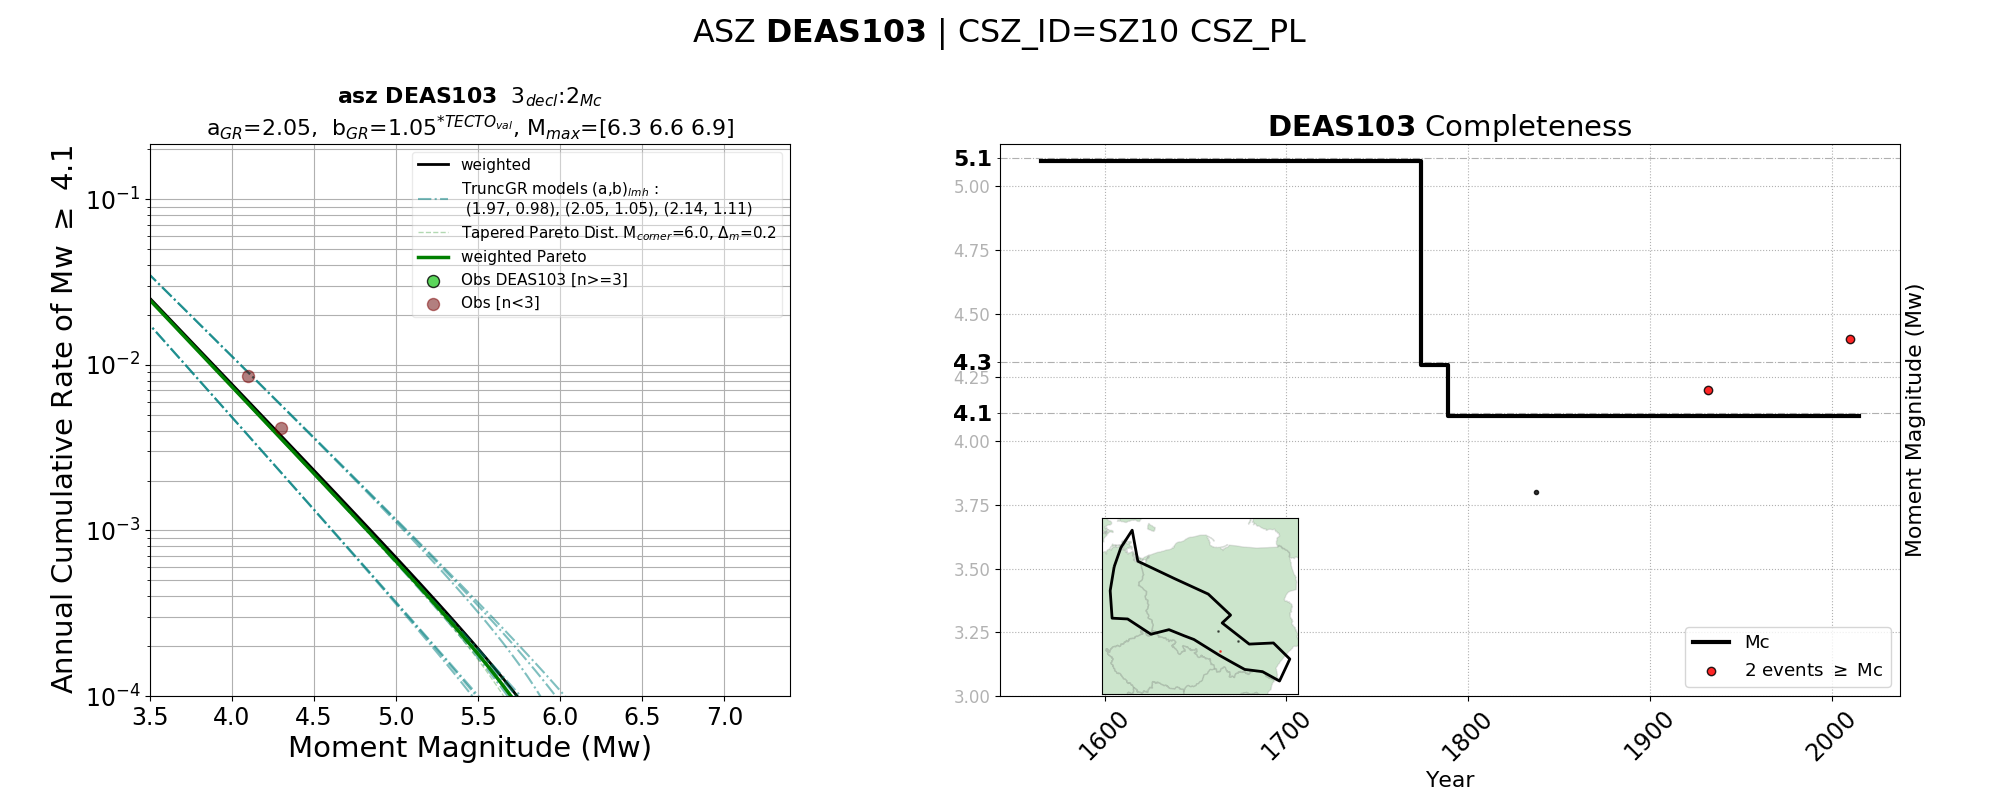 ASZ DEAS103 | CSZ_ID=SZ10 CSZ_PL
asz DEAS103 3decl:2Mc
aGR=2.05, bGR=1.05*TECTOval, Mmax=[6.3 6.6 6.9]
Annual Cumulative Rate of Mw ≥ 4.1
10−1
10−2
10−3
10−4
weighted
TruncGR models (a,b)lmh :
(1.97, 0.98), (2.05, 1.05), (2.14, 1.11)
Tapered Pareto Dist. Mcorner=6.0, Δm=0.2
weighted Pareto
Obs DEAS103 [n>=3]
Obs [n<3]
3.5 4.0 4.5 5.0 5.5 6.0 6.5 7.0
Moment Magnitude (Mw)
DEAS103 Completeness
5.1
5.00
4.75
4.50
4.3
4.25
4.1
4.00
3.75
3.50
3.25
3.00
Mc
2 events ≥ Mc
1600 1700 1800 1900 2000
Year
Moment Magnitude (Mw)